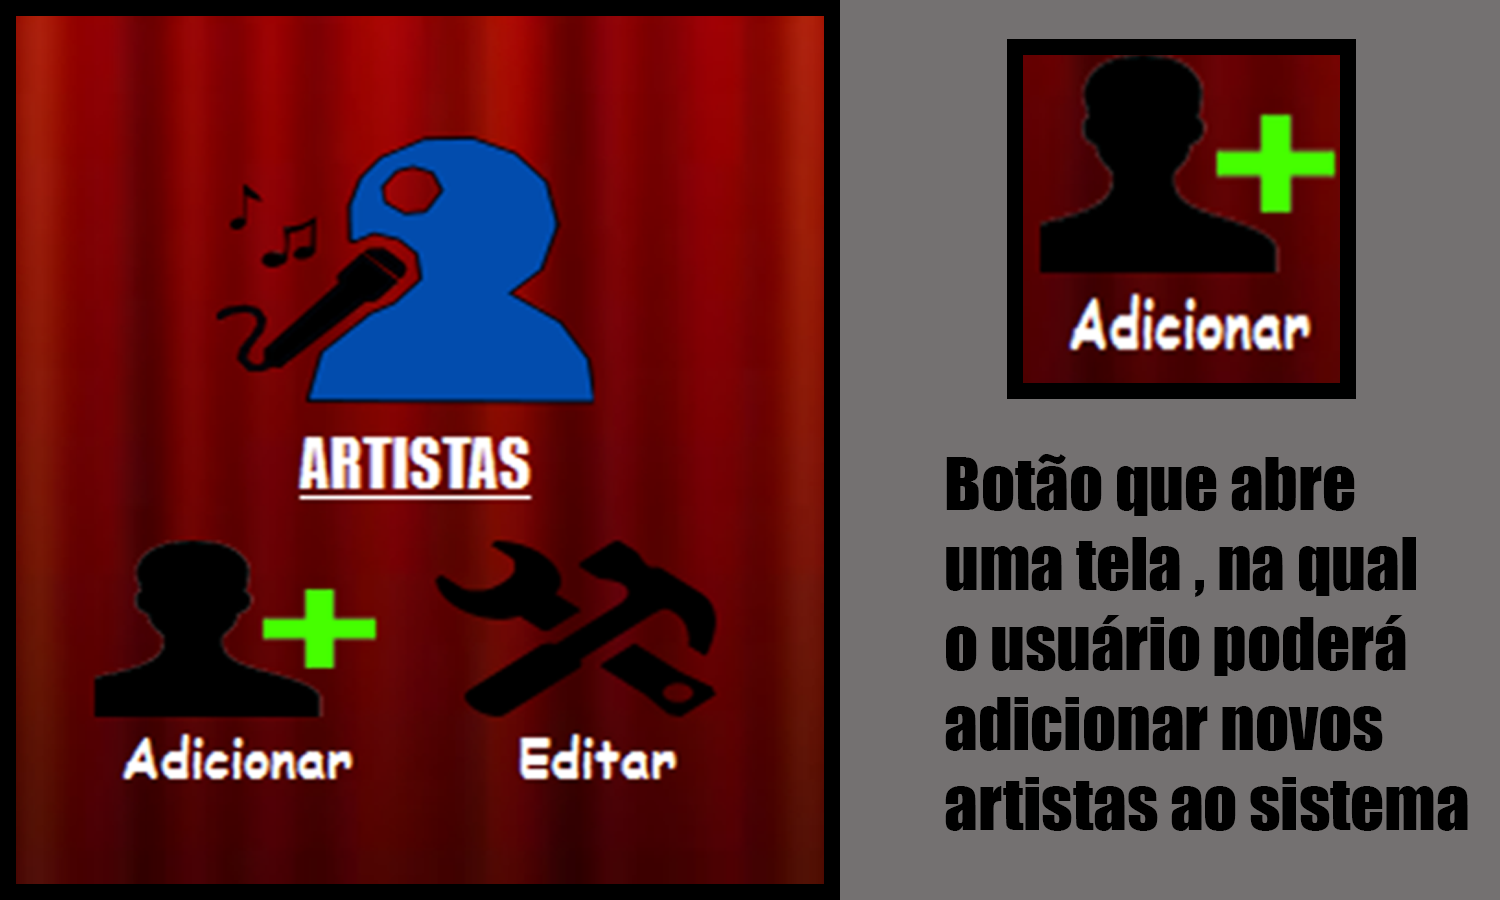 ARTISTAS
Adicionar
Editar
Adicionar
Botão que abre
uma tela , na qual
o usuário poderá
adicionar novos
artistas ao sistema